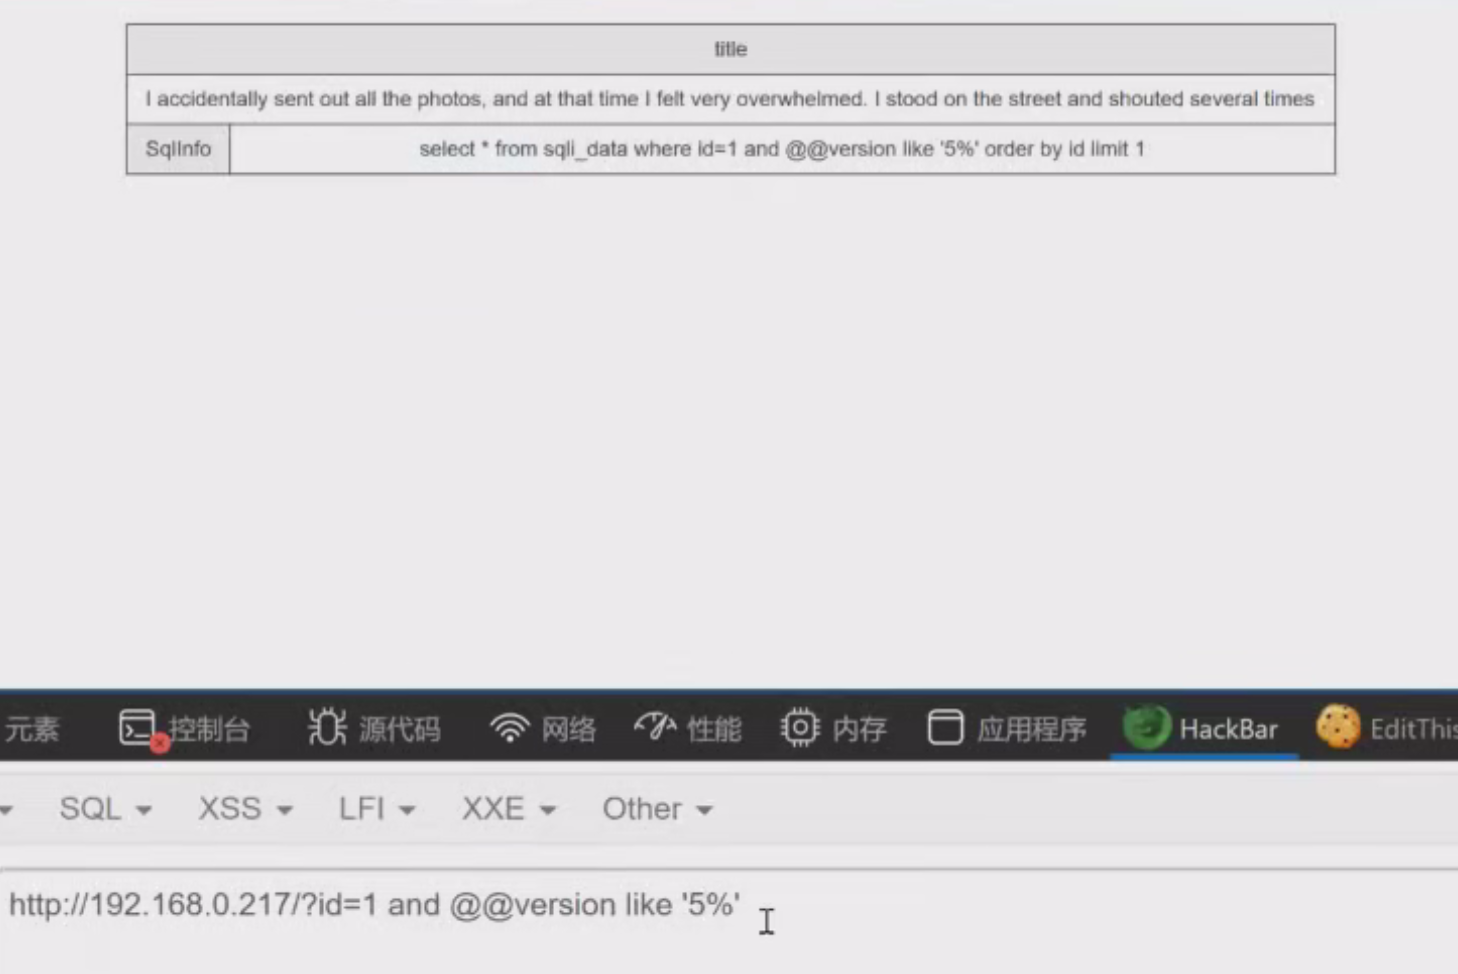 title
I accidentally sent out all the photos, and at that time I felt very overwhelmed. I stood on the street and shouted several times
SqlInfo select * from sqli_data where id=1 and @@version like '5%' order by id limit 1
元素 控制台 源代码 网络 性能 内存 应用程序 HackBar EditThis
SQL XSS LFI XXE Other
http://192.168.0.217/?id=1 and @@version like '5%'